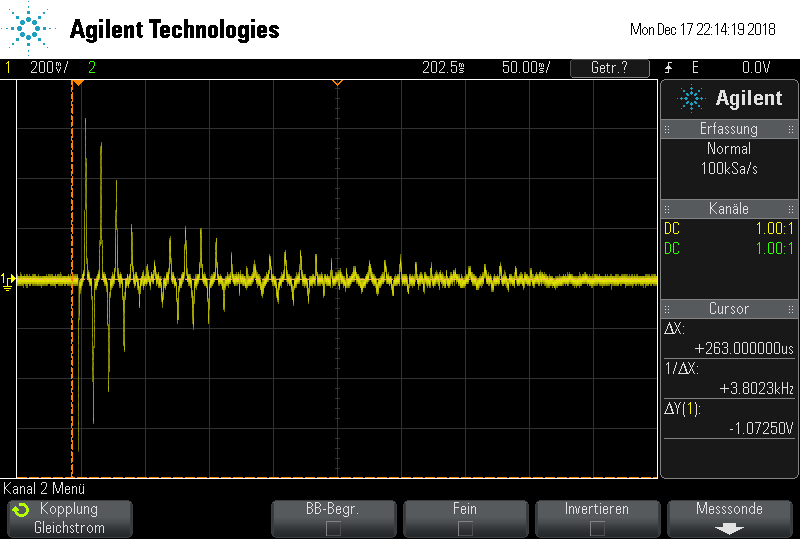 Agilent Technologies
Mon Dec 17 22:14:19 2018
1 200mV/ 2 202.5ms 50.00ms/ Getr.? E 0.0V
Agilent
Erfassung
Normal
100kSa/s
Kanäle
DC 1.00:1
DC 1.00:1
Cursor
ΔX:
+263.000000us
1/ΔX:
+3.8023kHz
ΔY(1):
-1.07250V
1
Kanal 2 Menü
Kopplung
Gleichstrom
BB-Begr.
Fein
Invertieren
Messsonde